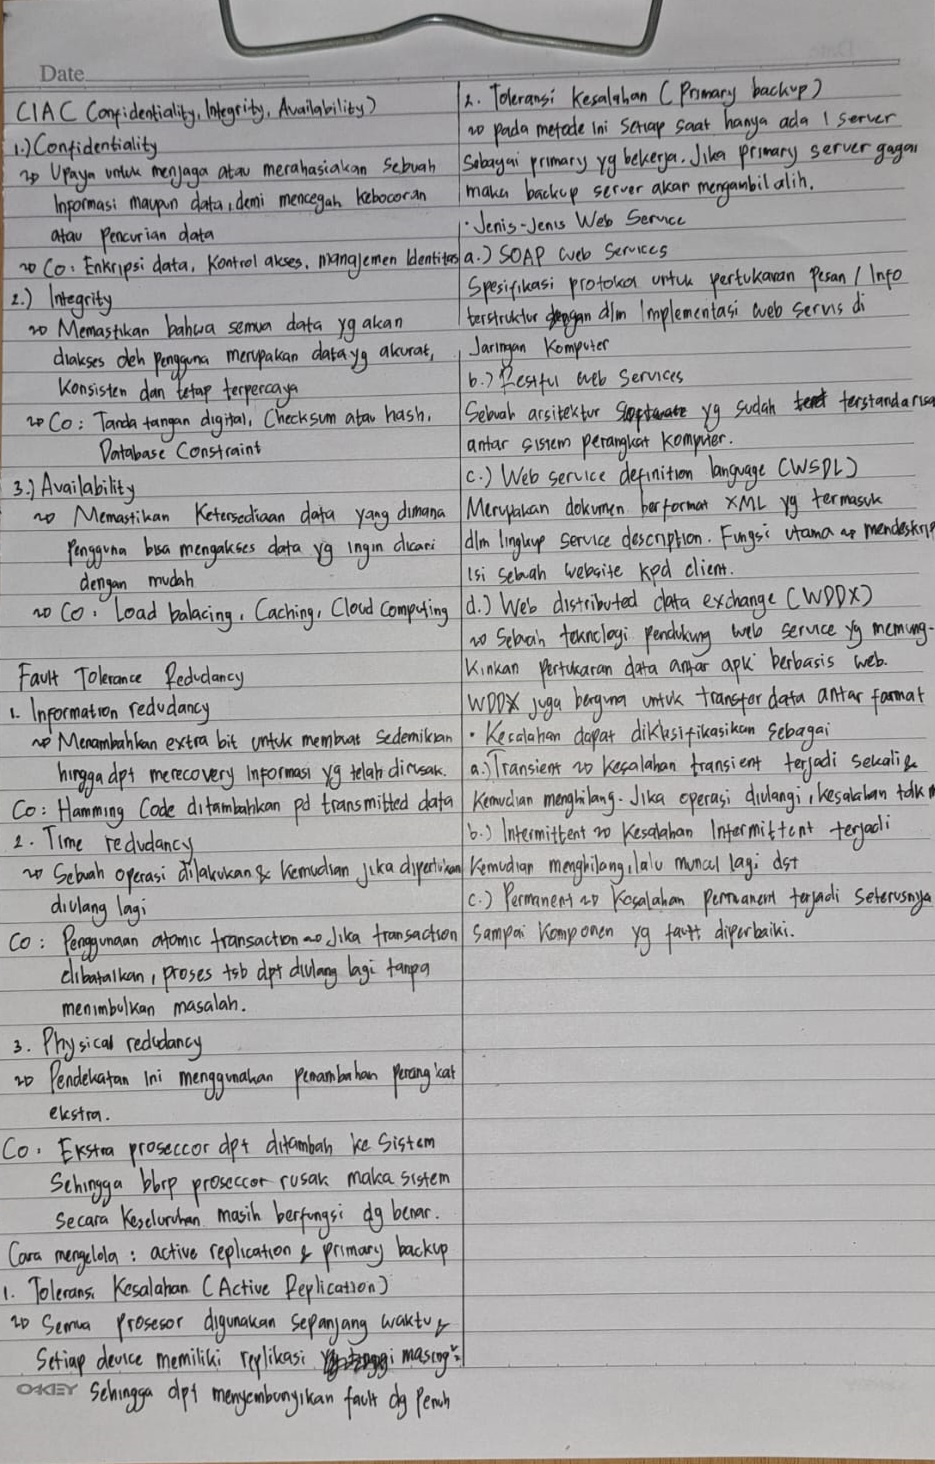 Date
CIA C Confidentiality, Integrity, Availability)
1.) Confidentiality
~> Upaya untuk menjaga atau merahasiakan sebuah
Informasi maupun data, demi mencegah kebocoran
atau pencurian data
~> Co: Enkripsi data, Kontrol akses, manajemen Identitas
2.) Integrity
~> Memastikan bahwa semua data yg akan
diakses oleh pengguna merupakan data yg akurat,
konsisten dan tetap terpercaya
~> Co: Tanda tangan digital, Checksum atau hash,
Database Constraint
3.) Availability
~> Memastikan Ketersediaan data yang dimana
pengguna bisa mengakses data yg ingin dicari
dengan mudah
~> Co: Load balacing, Caching, Cloud Computing
Fault Tolerance Redudancy
1. Information redudancy
~> Menambahkan extra bit untuk membuat sedemikian
hingga dpt merecovery informasi yg telah dirusak.
Co: Hamming Code ditambahkan pd transmitted data
2. Time redudancy
~> Sebuah operasi dilakukan & kemudian jika diperlukan
diulang lagi
Co: Penggunaan atomic transaction ~> Jika transaction
dibatalkan, proses tsb dpt diulang lagi tanpa
menimbulkan masalah.
3. Physical redudancy
~> Pendekatan ini menggunakan penambahan perangkat
ekstra.
Co: Ekstra proseccor dpt ditambah ke sistem
Sehingga bbrp proseccor rusak maka sistem
secara keseluruhan masih berfungsi dg benar.
Cara mengelola: active replication & primary backup
1. Toleransi Kesalahan (Active Replication)
~> Semua prosesor digunakan sepanjang waktu &
Setiap device memiliki replikasi masing²
OKEY Sehingga dpt menyembunyikan fault dg penuh
2. Toleransi Kesalahan (Primary backup)
~> pada metode ini setiap saat hanya ada 1 server
Sebagai primary yg bekerja. Jika primary server gagal
maka backup server akan mengambil alih.
· Jenis-Jenis Web Service
a.) SOAP web Services
Spesifikasi protokol untuk pertukaran pesan / Info
terstruktur dlm Implementasi web servis di
Jaringan Komputer
b.) Restful web Services
Sebuah arsitektur yg sudah terstandarisa
antar sistem perangkat komputer.
c.) Web service definition language (WSDL)
Merupakan dokumen berformat XML yg termasuk
dlm lingkup service description. Fungsi utama ~> mendeskrip
isi sebuah website kpd client.
d.) Web distributed data exchange (WDDX)
~> Sebuah teknologi pendukung web service yg memung-
kinkan pertukaran data antar apk berbasis web.
WDDX juga berguna untuk transfer data antar format
· Kesalahan dapat diklasifikasikan sebagai
a.) Transient ~> kesalahan transient terjadi sekali &
Kemudian menghilang. Jika operasi diulangi, kesalahan tdk
b.) Intermittent ~> Kesalahan Intermittent terjadi
Kemudian menghilang, lalu muncul lagi dst
c.) Permanent ~> Kesalahan permanent terjadi seterusnya
Sampai komponen yg fault diperbaiki.